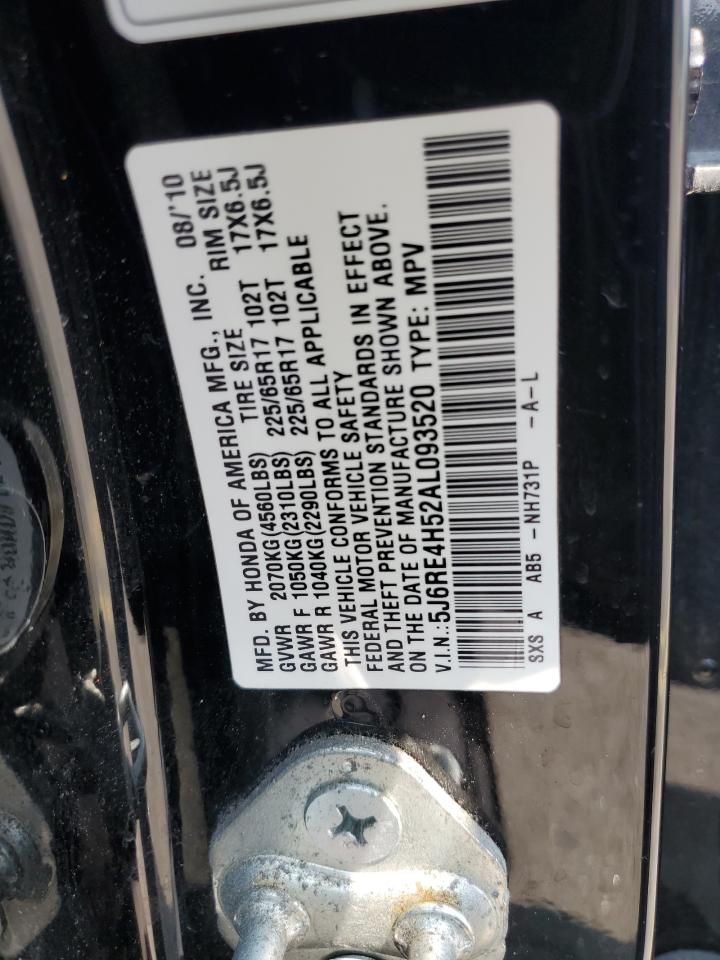 MFD. BY HONDA OF AMERICA MFG., INC. 08/'10
GVWR 2070KG(4560LBS) TIRE SIZE RIM SIZE
GAWR F 1050KG(2310LBS) 225/65R17 102T 17X6.5J
GAWR R 1040KG(2290LBS) 225/65R17 102T 17X6.5J
THIS VEHICLE CONFORMS TO ALL APPLICABLE
FEDERAL MOTOR VEHICLE SAFETY
AND THEFT PREVENTION STANDARDS IN EFFECT
ON THE DATE OF MANUFACTURE SHOWN ABOVE.
V.I.N.:5J6RE4H52AL093520 TYPE: MPV
SXS A AB5 -NH731P -A-L